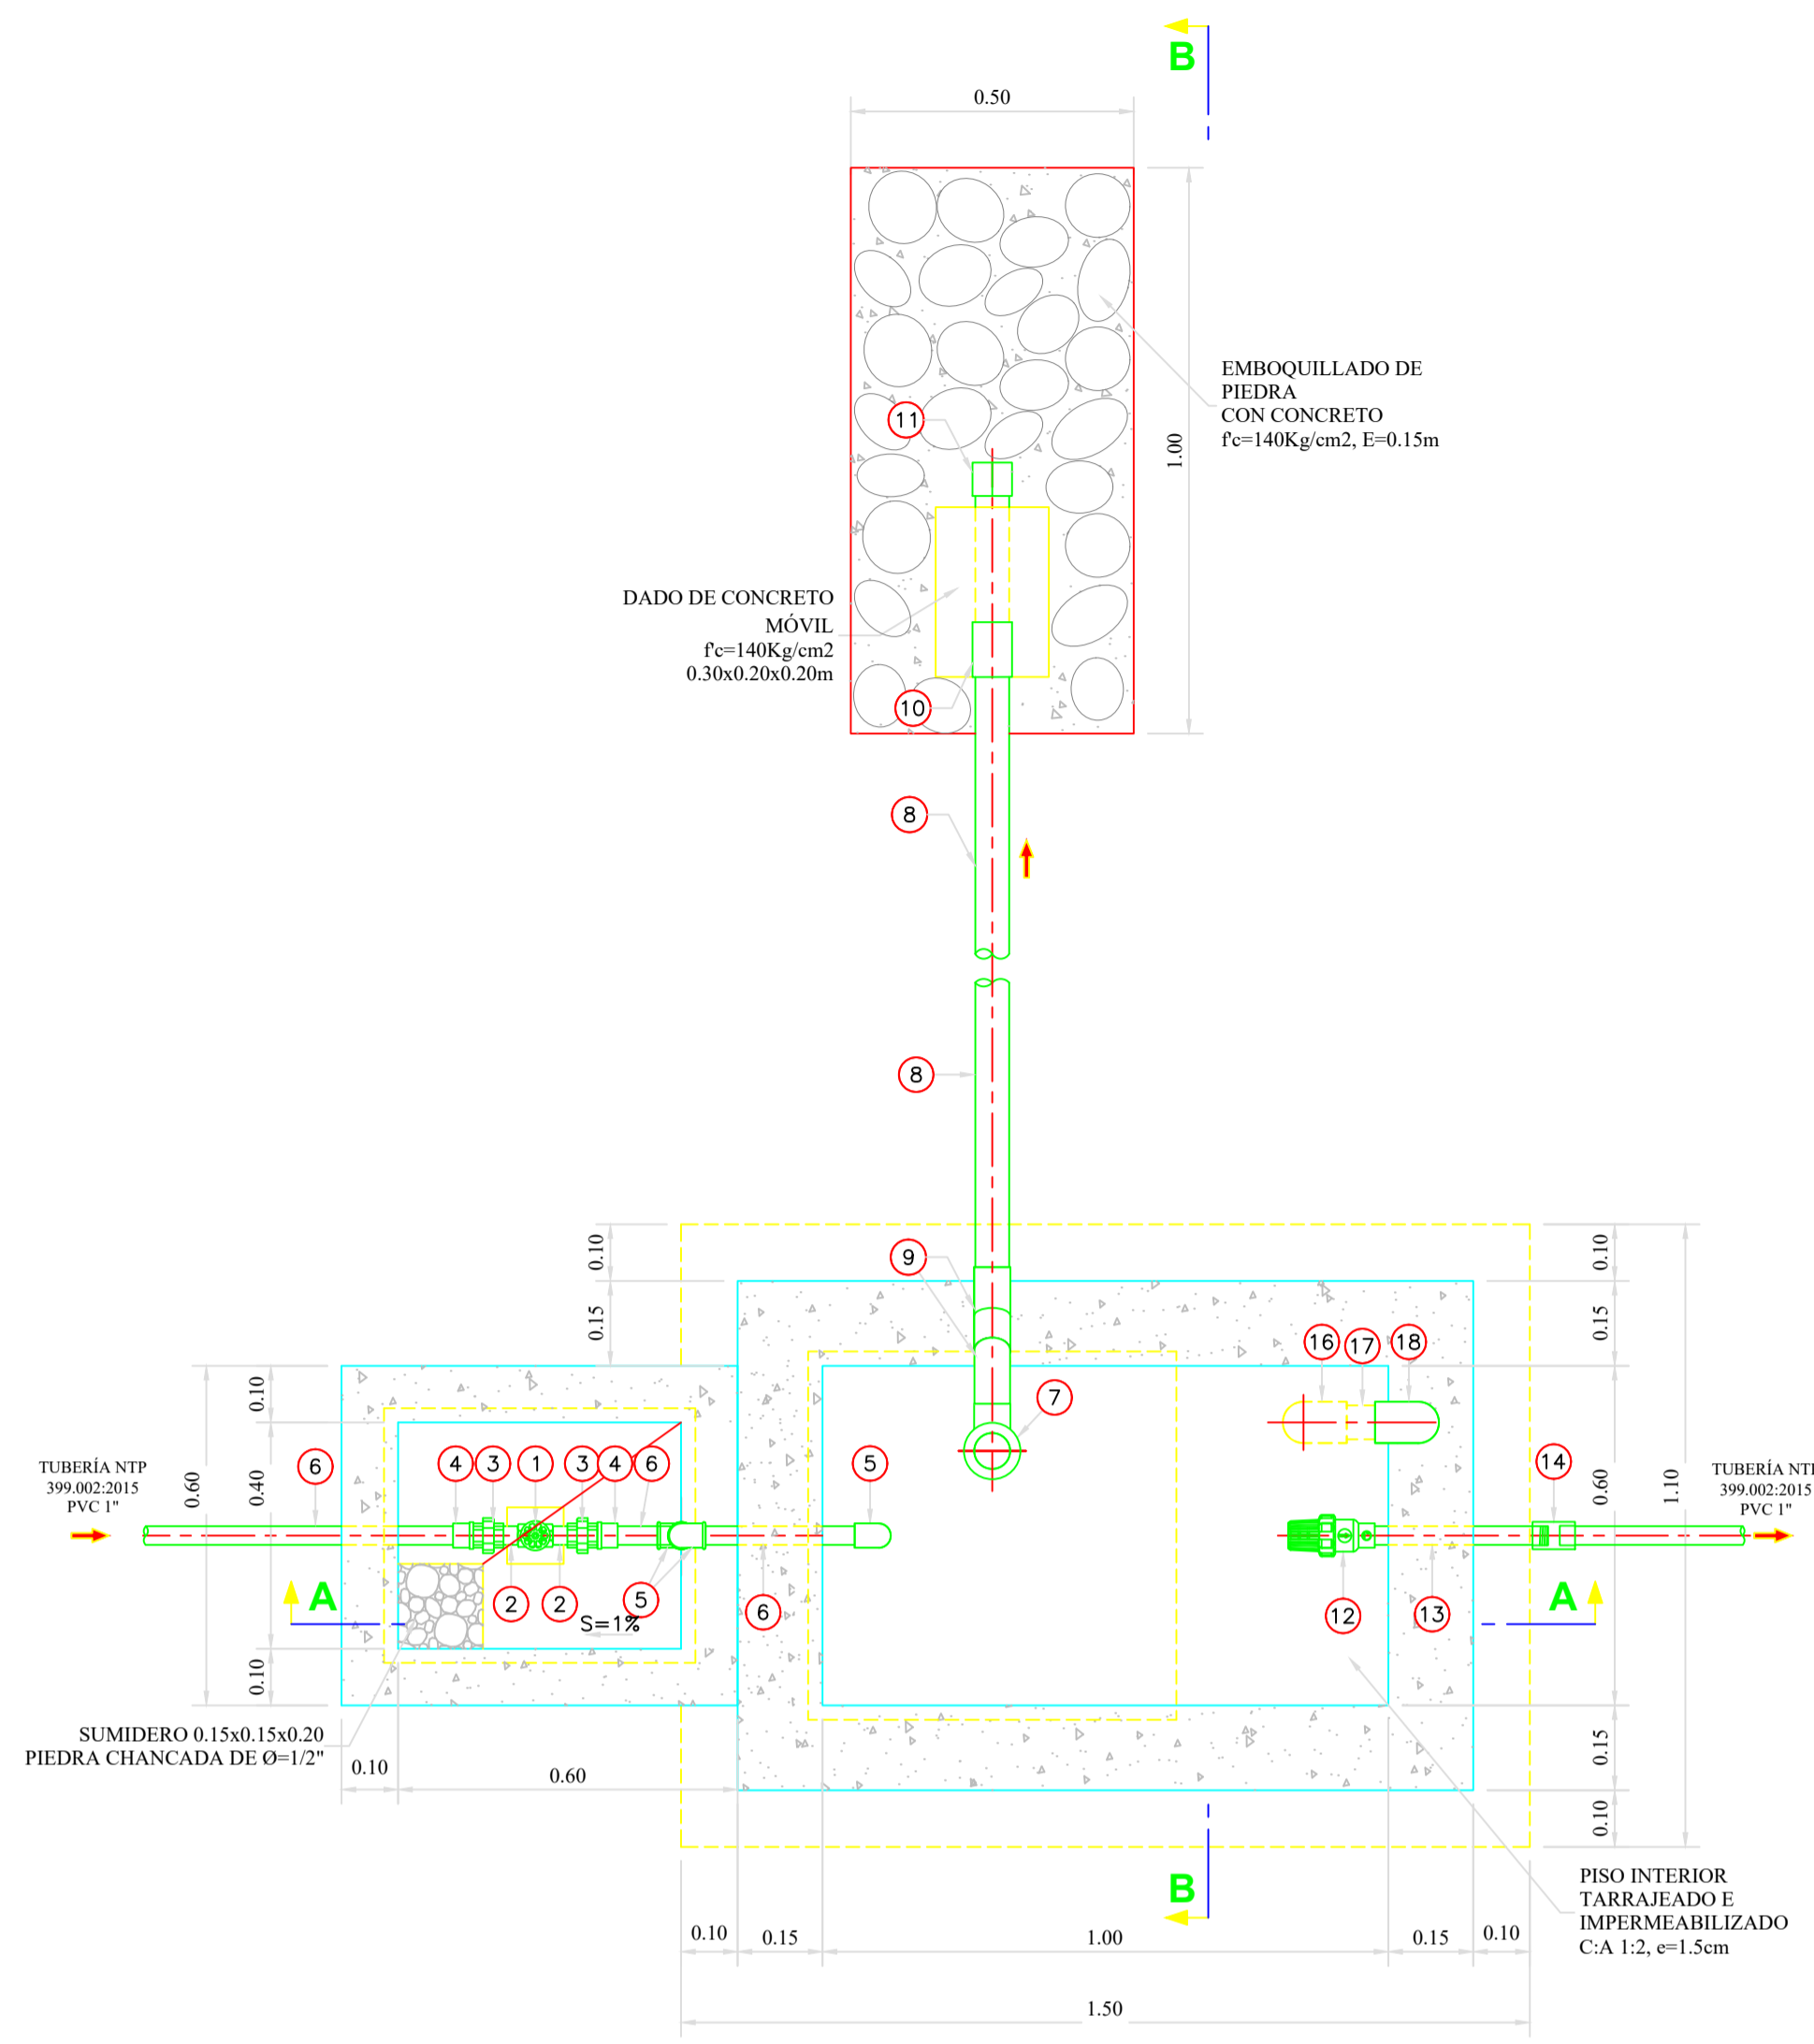 B
0.50
EMBOQUILLADO DE
PIEDRA
CON CONCRETO
f'c=140Kg/cm2, E=0.15m
1.00
11
DADO DE CONCRETO
MÓVIL
f'c=140Kg/cm2
0.30x0.20x0.20m
10
8
8
9
7
0.10
0.15
0.10
0.15
16
17
18
0.10
0.40
0.60
0.10
TUBERÍA NTP
399.002:2015
PVC 1"
6
4
3
1
3
4
6
5
14
0.60
1.10
TUBERÍA NTP
399.002:2015
PVC 1"
A
2
2
5
S=1%
6
12
13
A
SUMIDERO 0.15x0.15x0.20
PIEDRA CHANCADA DE Ø=1/2"
0.10
0.60
0.15
0.10
B
PISO INTERIOR
TARRAJEADO E
IMPERMEABILIZADO
C:A 1:2, e=1.5cm
0.10
0.15
1.00
0.15
0.10
1.50